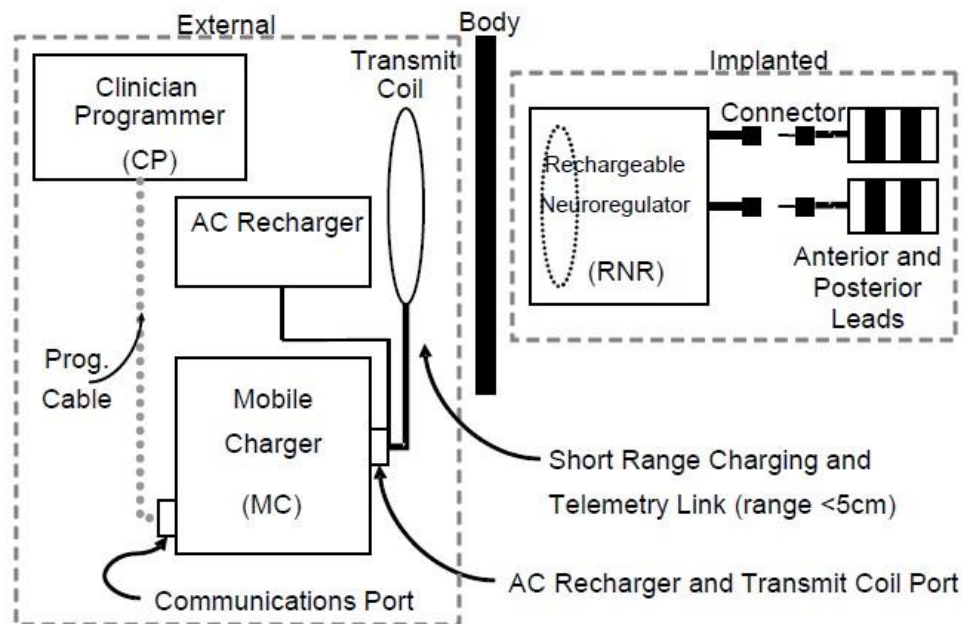 External
Body
Clinician
Programmer
(CP)
Transmit
Coil
AC Recharger
Prog.
Cable
Mobile
Charger
(MC)
Communications Port
Implanted
Connector
Rechargeable
Neuroregulator
(RNR)
Anterior and
Posterior
Leads
Short Range Charging and
Telemetry Link (range <5cm)
AC Recharger and Transmit Coil Port